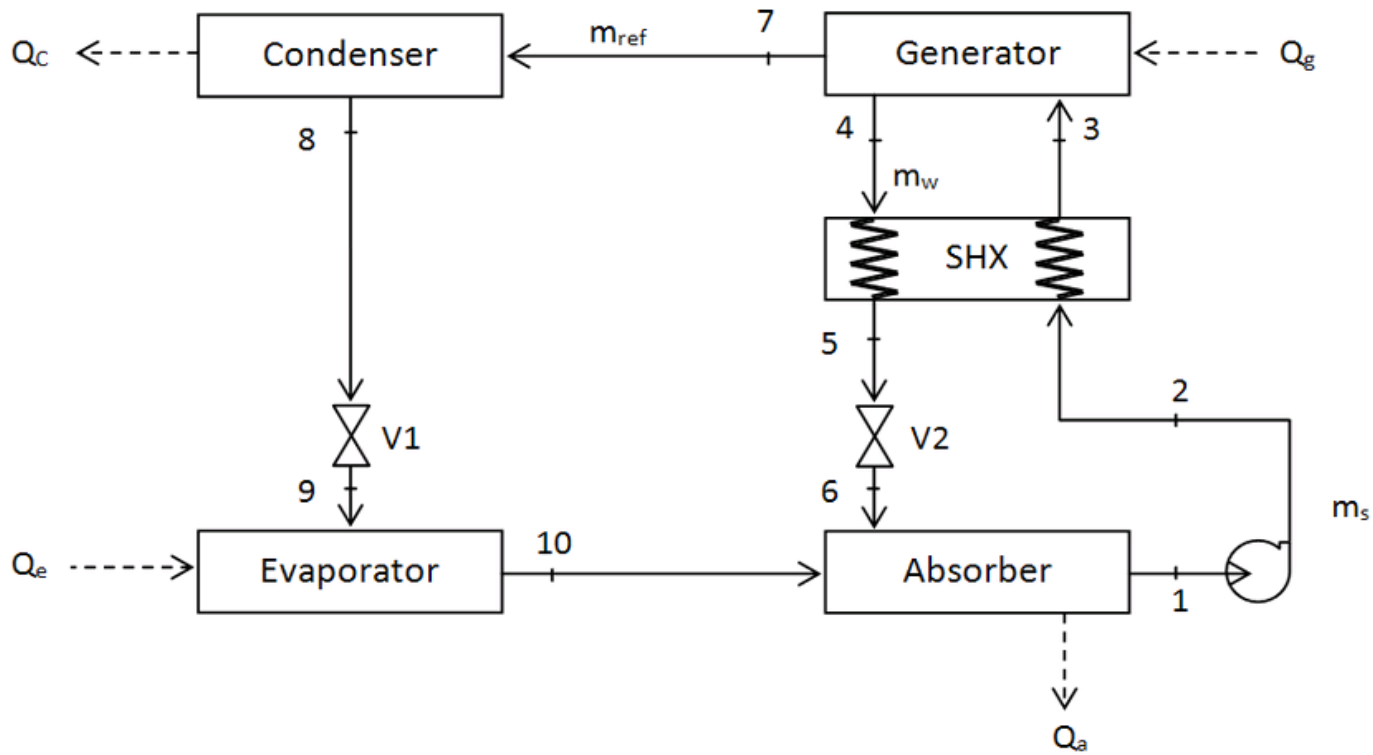 Q_C
Condenser
m_ref
7
Generator
Q_g
8
4
3
m_w
SHX
5
2
V1
V2
9
6
m_s
Q_e
Evaporator
10
Absorber
1
Q_a